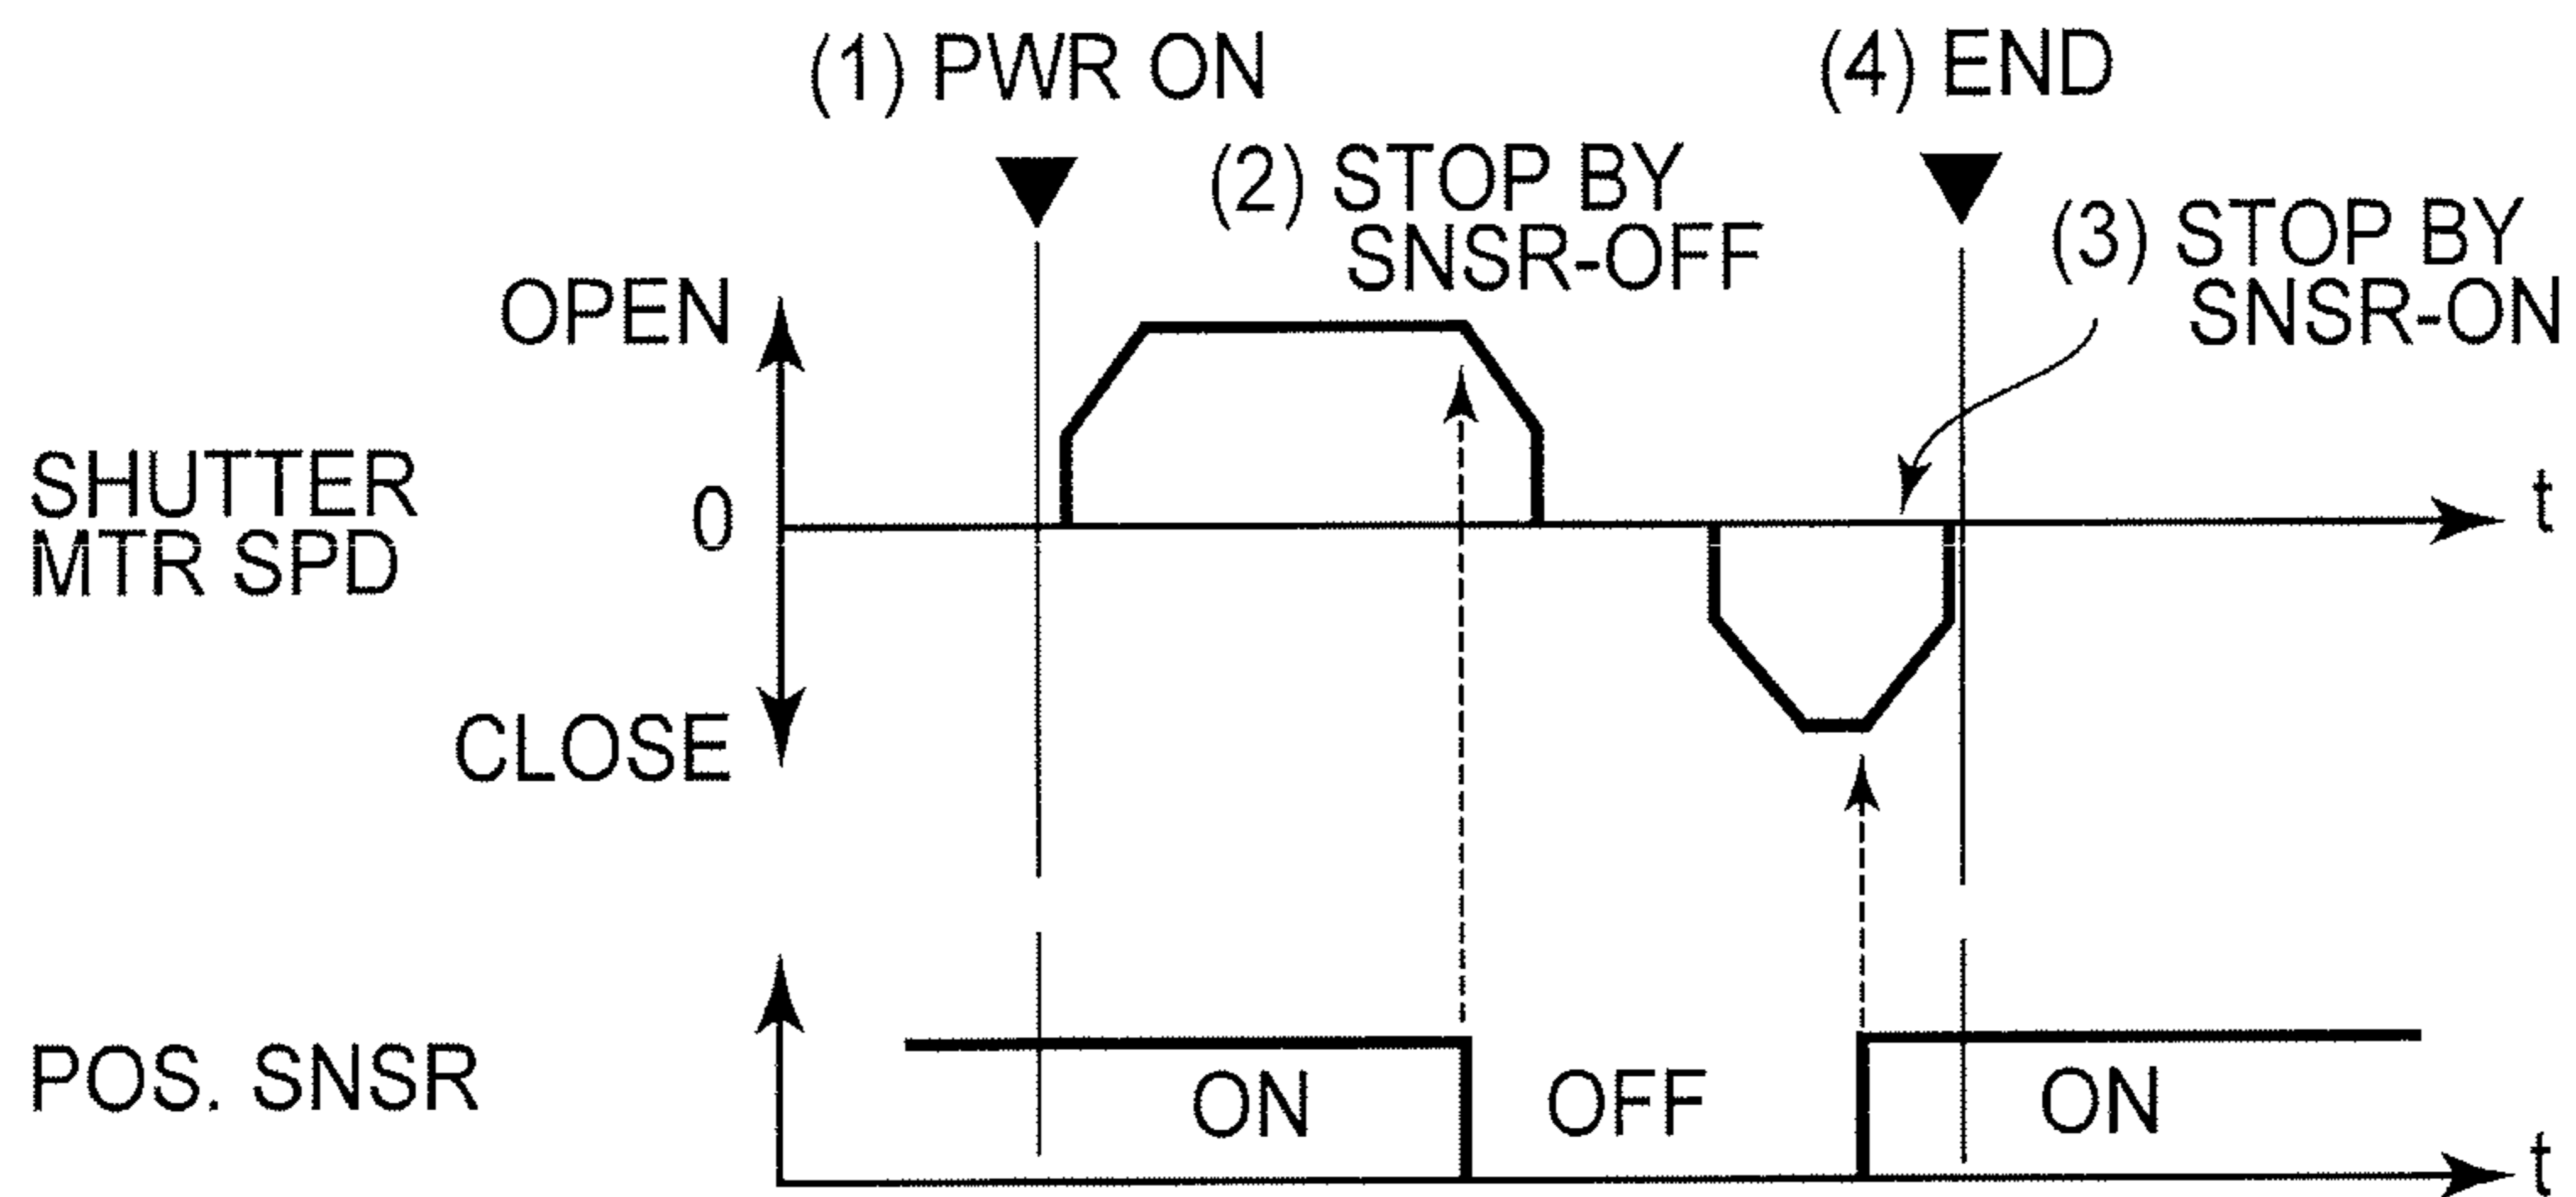 (1) PWR ON
(4) END
(2) STOP BY
SNSR-OFF
(3) STOP BY
SNSR-ON
OPEN
SHUTTER
MTR SPD
0
t
CLOSE
POS. SNSR
ON
OFF
ON
t